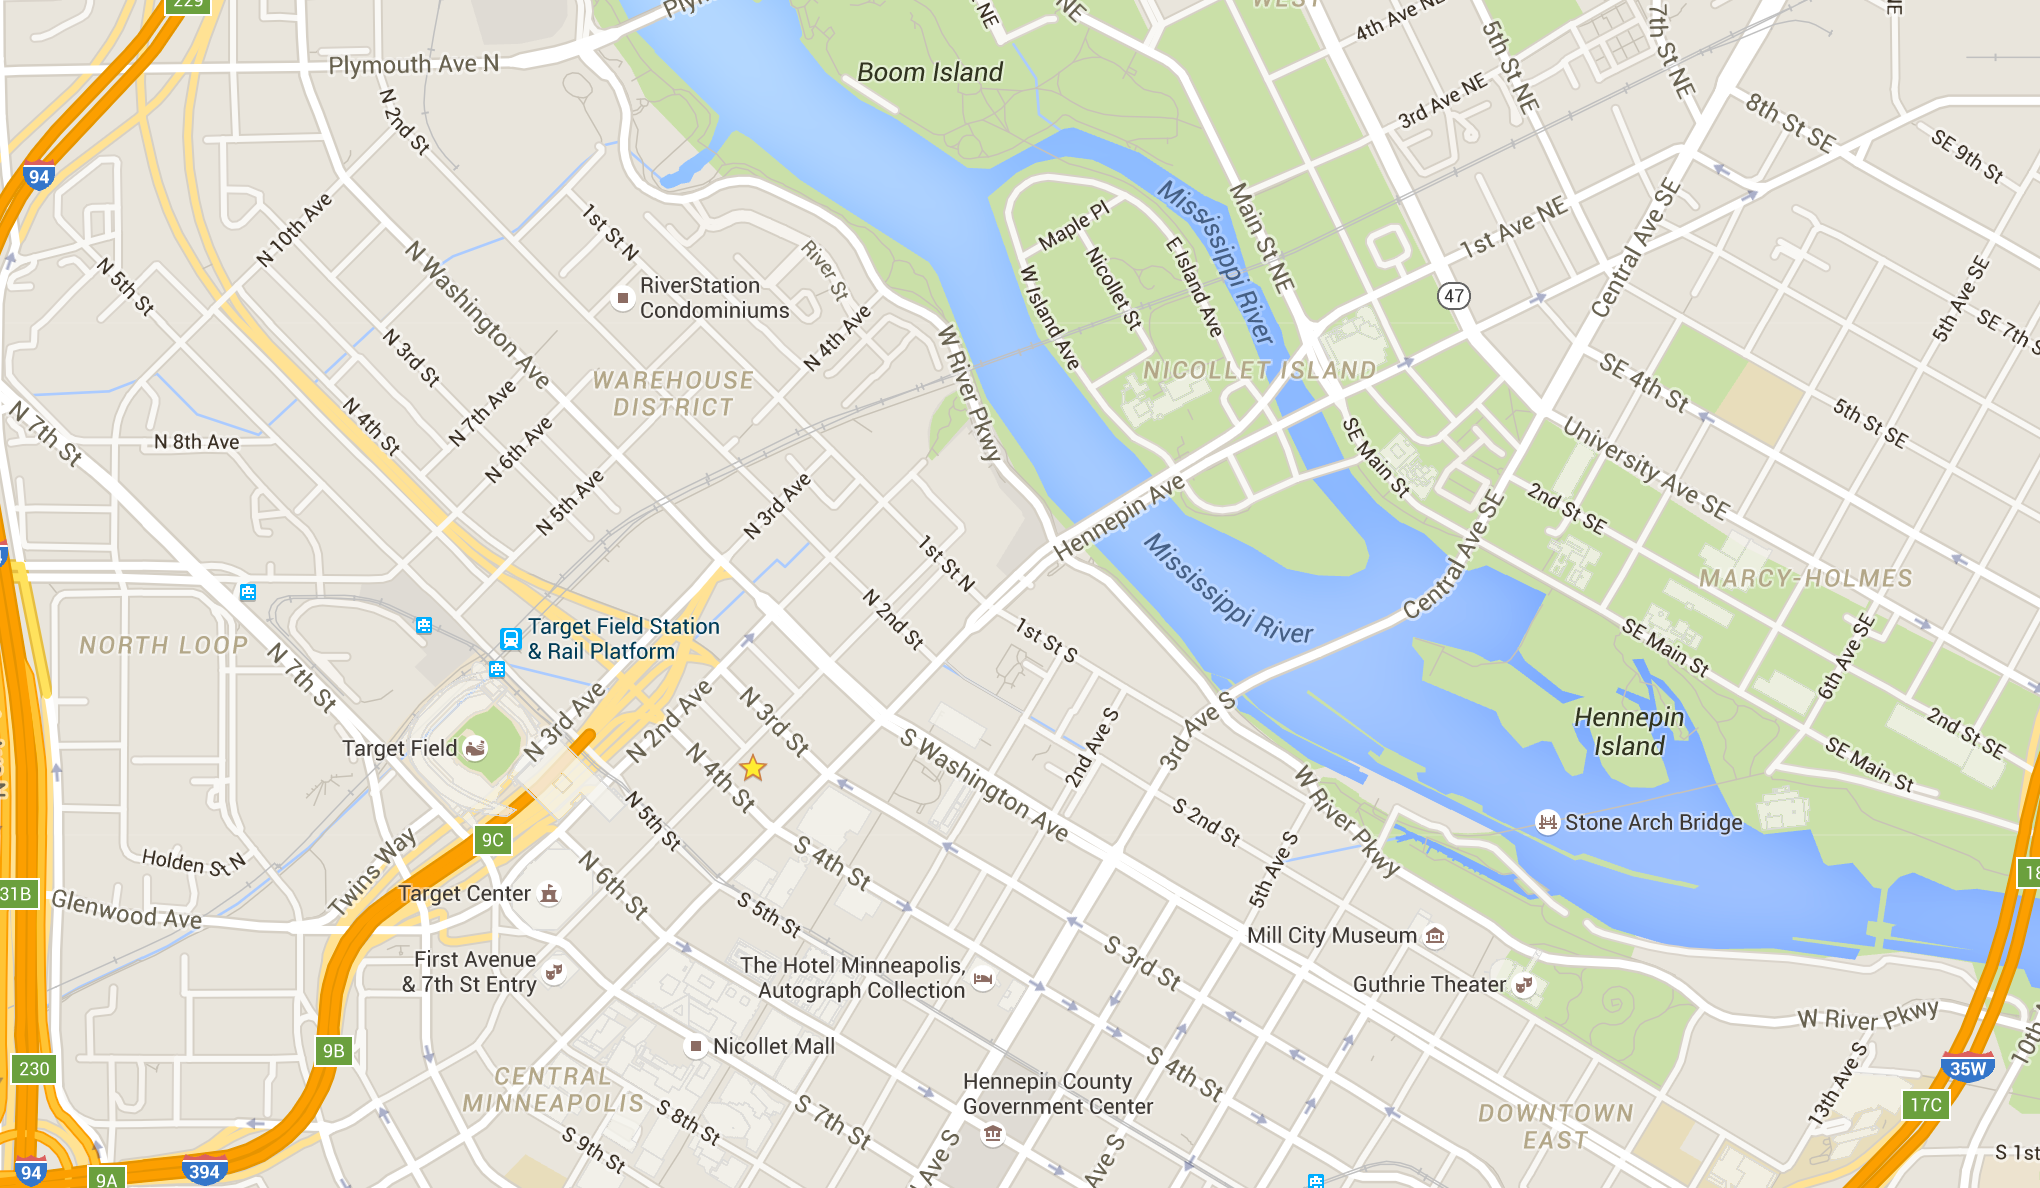 229
Plymouth Ave N
Boom Island
WEST
4th Ave NE
3rd Ave NE
5th St NE
7th St NE
8th St SE
SE 9th St
94
N 2nd St
N 10th Ave
N 5th St
N Washington Ave
1st St N
RiverStation
Condominiums
River St
N 4th Ave
Maple Pl
Nicollet St
W Island Ave
E Island Ave
Mississippi River
Main St NE
47
1st Ave NE
Central Ave SE
5th Ave SE
SE 7th S
N 3rd St
N 7th Ave
N 6th Ave
N 4th St
N 5th Ave
N 8th Ave
N 7th St
WAREHOUSE
DISTRICT
W River Pkwy
NICOLLET ISLAND
SE 4th St
5th St SE
University Ave SE
2nd St SE
SE Main St
Hennepin Ave
N 3rd Ave
1st St N
N 2nd St
Mississippi River
Central Ave SE
MARCY-HOLMES
NORTH LOOP
Target Field Station
& Rail Platform
N 7th St
1st St S
SE Main St
6th Ave SE
N 3rd Ave
N 2nd Ave
N 3rd St
N 4th St
Target Field
S Washington Ave
2nd Ave S
3rd Ave S
Hennepin
Island
2nd St SE
SE Main St
W River Pkwy
Stone Arch Bridge
N 5th St
9C
S 2nd St
5th Ave S
S 4th St
Holden St N
31B
Glenwood Ave
Twins Way
Target Center
N 6th St
S 5th St
18
Mill City Museum
First Avenue
& 7th St Entry
The Hotel Minneapolis,
Autograph Collection
S 3rd St
Guthrie Theater
W River Pkwy
10th
9B
Nicollet Mall
230
CENTRAL
MINNEAPOLIS
Hennepin County
Government Center
S 4th St
35W
17C
13th Ave S
DOWNTOWN
EAST
S 8th St
S 7th St
S 9th St
Ave S
Ave S
S 1st
94
9A
394